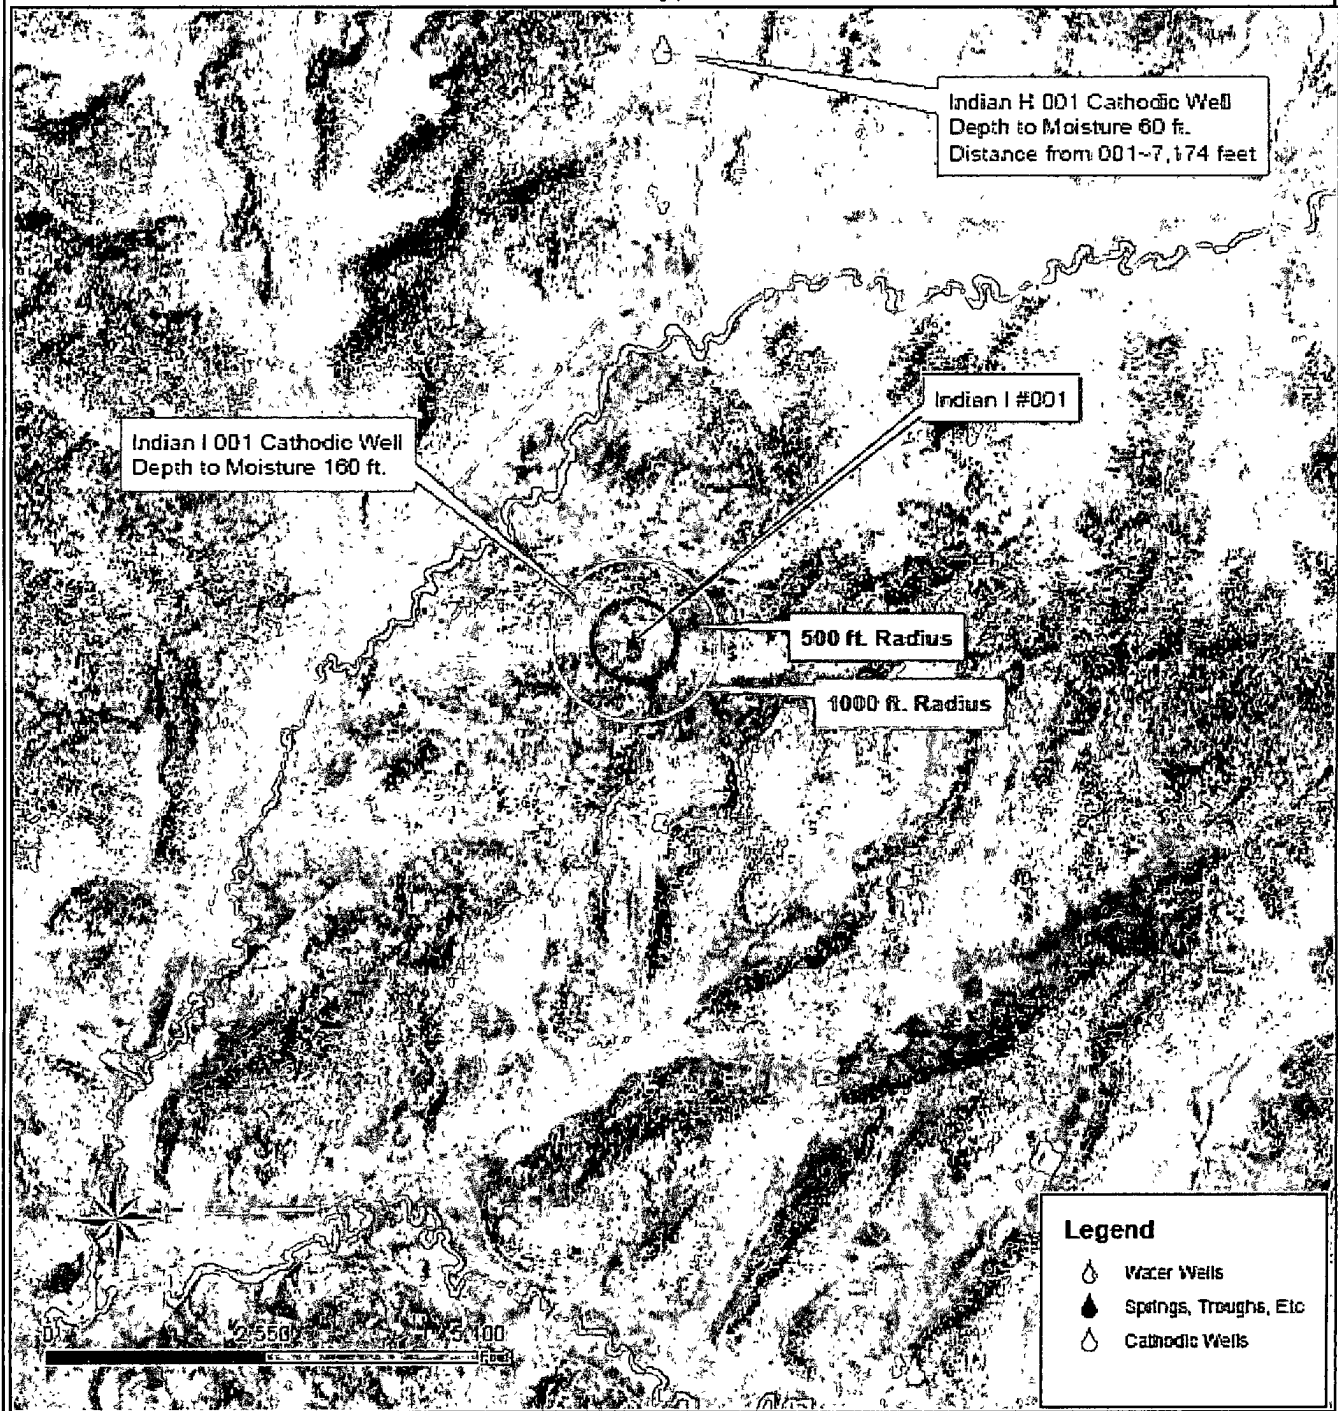 Indian H 001 Cathodic Well
Depth to Moisture 60 ft.
Distance from 001~7,174 feet
Indian I #001
Indian I 001 Cathodic Well
Depth to Moisture 160 ft.
500 ft. Radius
1000 ft. Radius
Legend
Water Wells
Springs, Troughs, Etc
Cathodic Wells
0 2,550 5,100
Feet